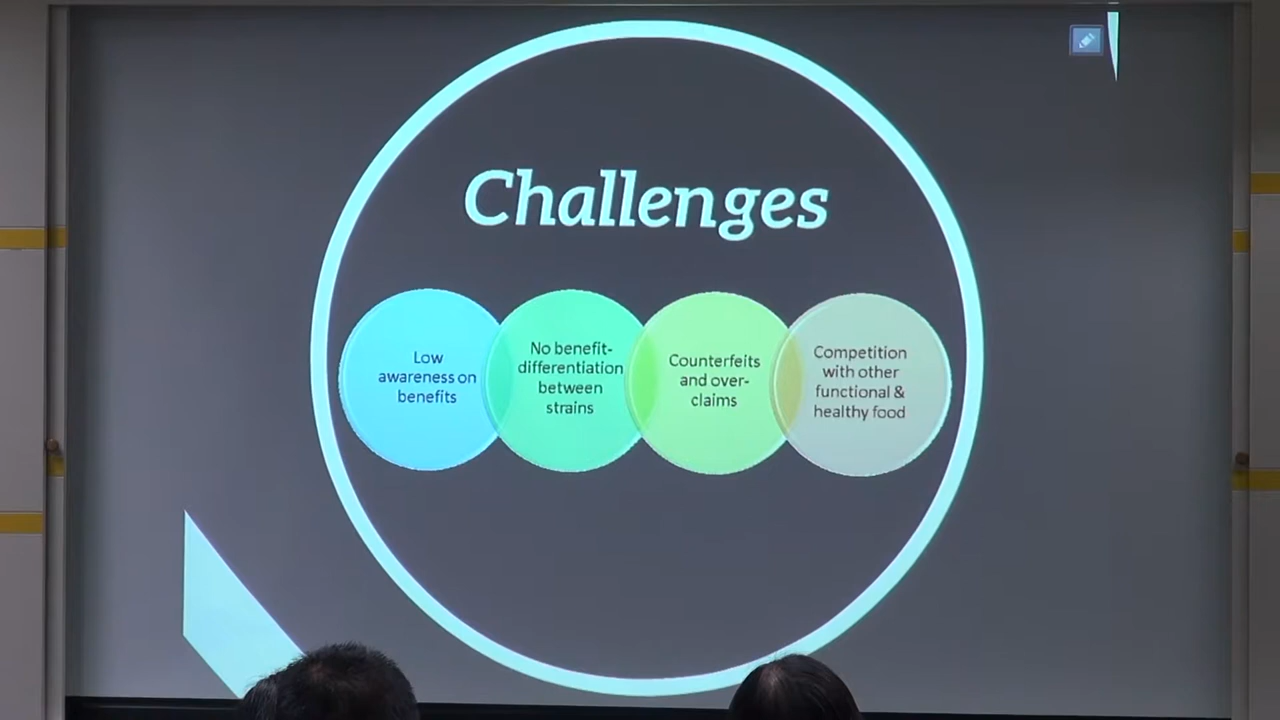 Challenges
Low
awareness on
benefits
No benefit-
differentiation
between
strains
Counterfeits
and over-
claims
Competition
with other
functional &
healthy food